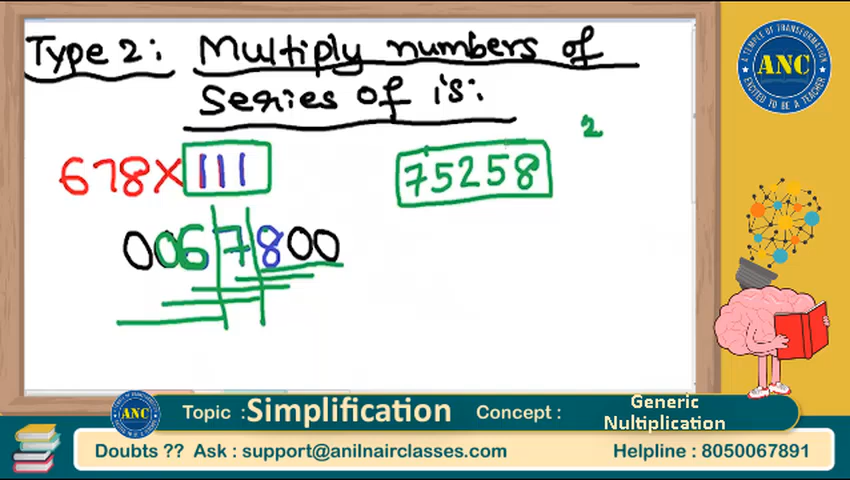 Type 2: Multiply numbers of
Series of 1's:
2
678 × 111
75258
0067800
A TEMPLE OF TRANSFORMATION
ANC
EXCITED TO BE A TEACHER
ANC
Topic : Simplification Concept : Generic
Nultiplication
Doubts ?? Ask : support@anilnairclasses.com Helpline : 8050067891